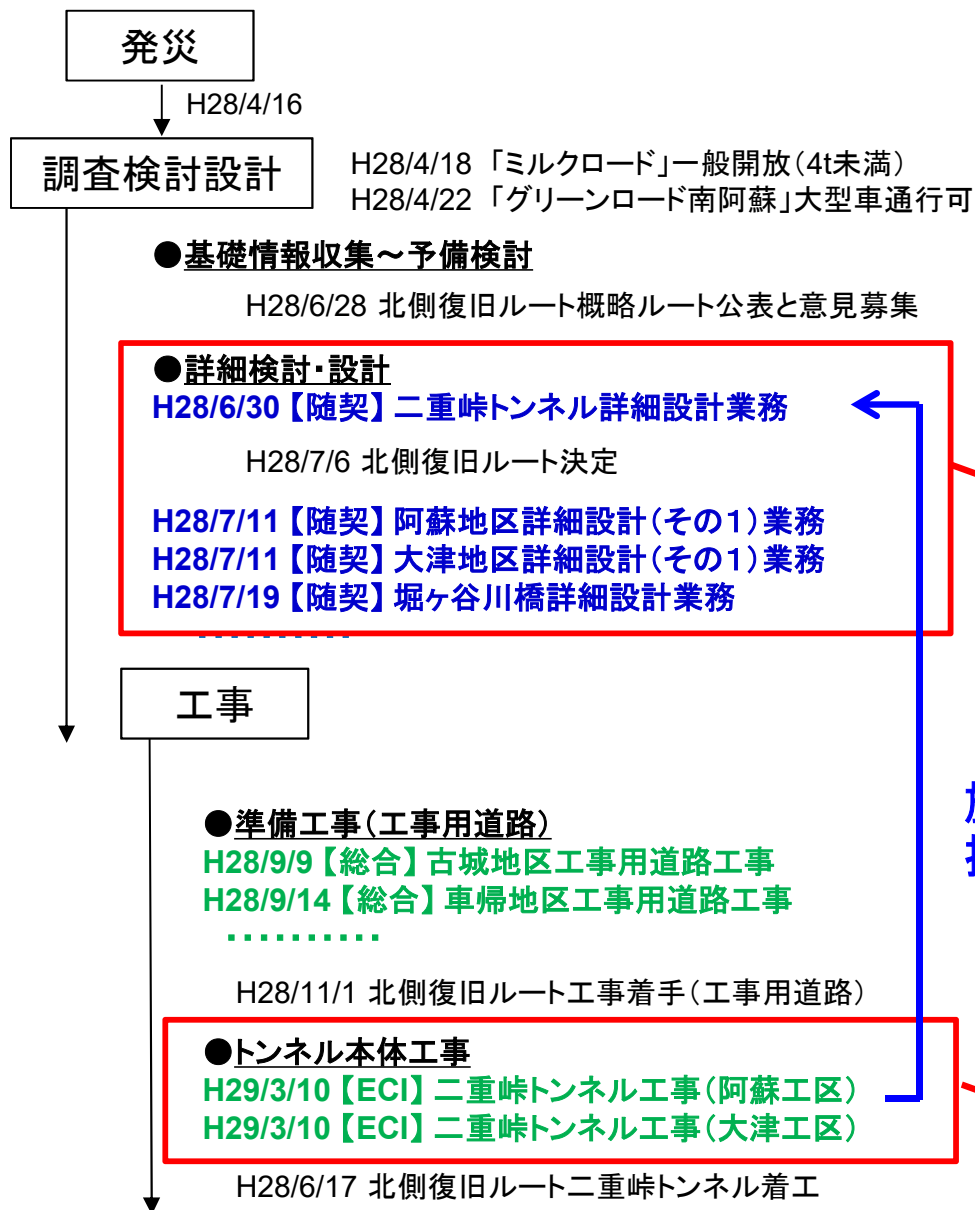 発災
H28/4/16
調査検討設計
H28/4/18 「ミルクロード」一般開放(4t未満)
H28/4/22 「グリーンロード南阿蘇」大型車通行可
●基礎情報収集~予備検討
H28/6/28 北側復旧ルート概略ルート公表と意見募集
●詳細検討・設計
H28/6/30【随契】二重峠トンネル詳細設計業務
H28/7/6 北側復旧ルート決定
H28/7/11【随契】阿蘇地区詳細設計(その1)業務
H28/7/11【随契】大津地区詳細設計(その1)業務
H28/7/19【随契】堀ヶ谷川橋詳細設計業務
・・・・・・・・・・
工事
●準備工事(工事用道路)
H28/9/9【総合】古城地区工事用道路工事
H28/9/14【総合】車帰地区工事用道路工事
・・・・・・・・・・
H28/11/1 北側復旧ルート工事着手(工事用道路)
●トンネル本体工事
H29/3/10【ECI】二重峠トンネル工事(阿蘇工区)
H29/3/10【ECI】二重峠トンネル工事(大津工区)
H28/6/17 北側復旧ルート二重峠トンネル着工